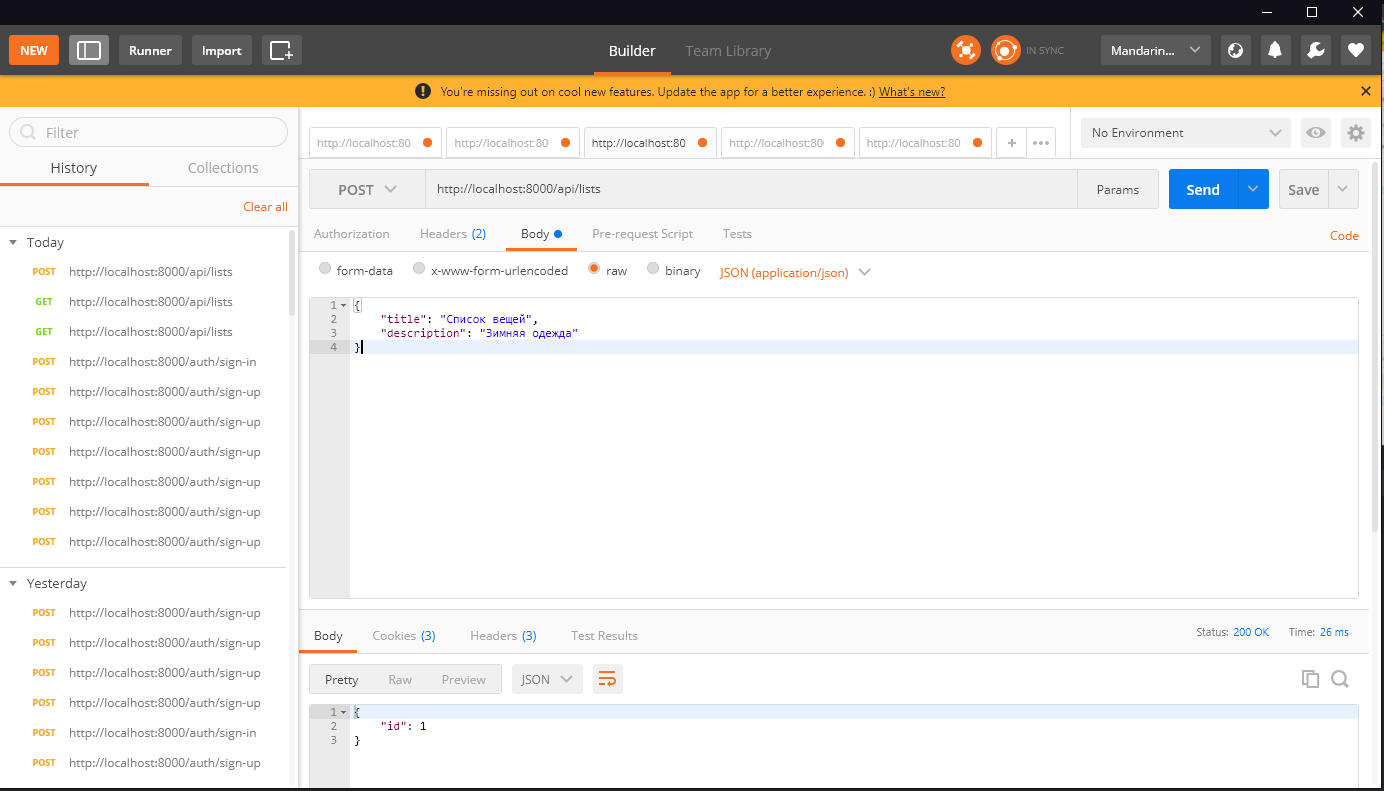 NEW
Runner
Import
Builder
Team Library
IN SYNC
Mandarin...
You're missing out on cool new features. Update the app for a better experience. :) What's new?
Filter
History
Collections
Clear all
Today
POST http://localhost:8000/api/lists
GET http://localhost:8000/api/lists
GET http://localhost:8000/api/lists
POST http://localhost:8000/auth/sign-in
POST http://localhost:8000/auth/sign-up
POST http://localhost:8000/auth/sign-up
POST http://localhost:8000/auth/sign-up
POST http://localhost:8000/auth/sign-up
POST http://localhost:8000/auth/sign-up
POST http://localhost:8000/auth/sign-up
Yesterday
POST http://localhost:8000/auth/sign-up
POST http://localhost:8000/auth/sign-up
POST http://localhost:8000/auth/sign-up
POST http://localhost:8000/auth/sign-up
POST http://localhost:8000/auth/sign-in
POST http://localhost:8000/auth/sign-up
http://localhost:80
http://localhost:80
http://localhost:80
http://localhost:80
http://localhost:80
No Environment
POST
http://localhost:8000/api/lists
Params
Send
Save
Authorization
Headers (2)
Body
Pre-request Script
Tests
Code
form-data
x-www-form-urlencoded
raw
binary
JSON (application/json)
1 {
2 "title": "Список вещей",
3 "description": "Зимняя одежда"
4 }
Body
Cookies (3)
Headers (3)
Test Results
Status: 200 OK
Time: 26 ms
Pretty
Raw
Preview
JSON
1 {
2 "id": 1
3 }